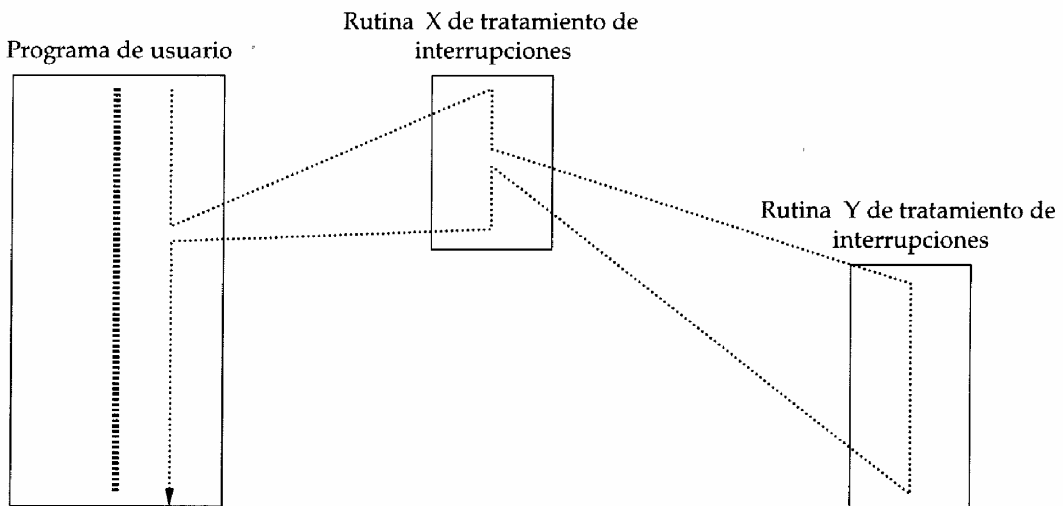 Programa de usuario
Rutina X de tratamiento de
interrupciones
Rutina Y de tratamiento de
interrupciones